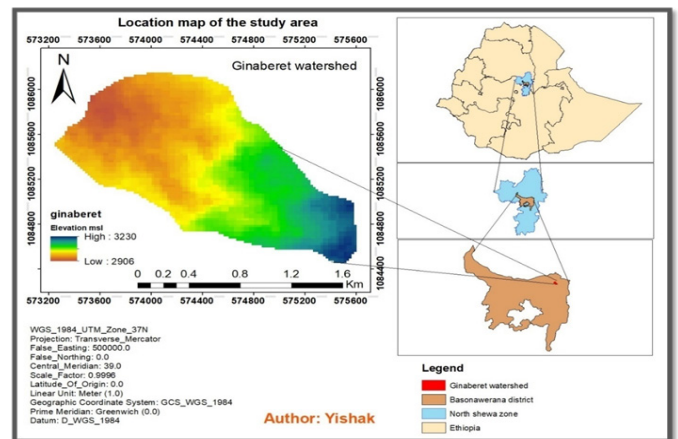 Location map of the study area
573200 573600 574000 574400 574800 575200 575600
N
Ginaberet watershed
1086000
1085600
1085200
1084800
1084400
1086000
1085600
1085200
1084800
ginaberet
Elevation msl
High : 3230
Low : 2906
0 0.2 0.4 0.8 1.2 1.6
Km
573200 573600 574000 574400 574800 575200 575600
WGS_1984_UTM_Zone_37N
Projection: Transverse_Mercator
False_Easting: 500000.0
False_Northing: 0.0
Central_Meridian: 39.0
Scale_Factor: 0.9996
Latitude_Of_Origin: 0.0
Linear Unit: Meter (1.0)
Geographic Coordinate System: GCS_WGS_1984
Prime Meridian: Greenwich (0.0)
Datum: D_WGS_1984
Author: Yishak
Legend
Ginaberet watershed
Basonawerana district
North shewa zone
Ethiopia